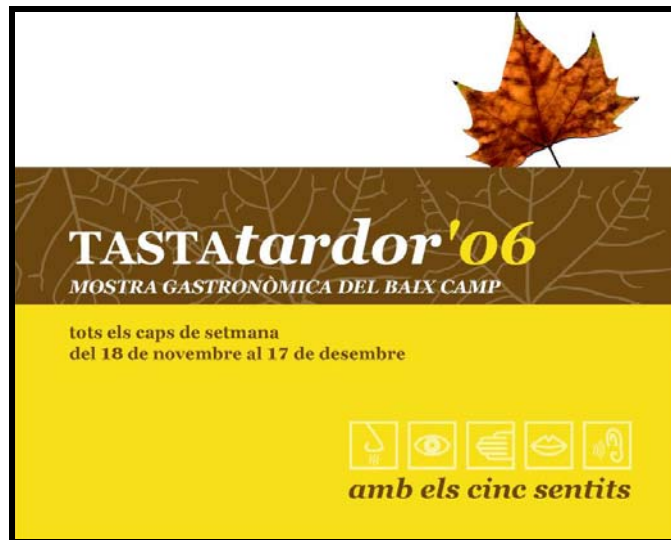 TASTAtardor'06
MOSTRA GASTRONÒMICA DEL BAIX CAMP
tots els caps de setmana
del 18 de novembre al 17 de desembre
amb els cinc sentits